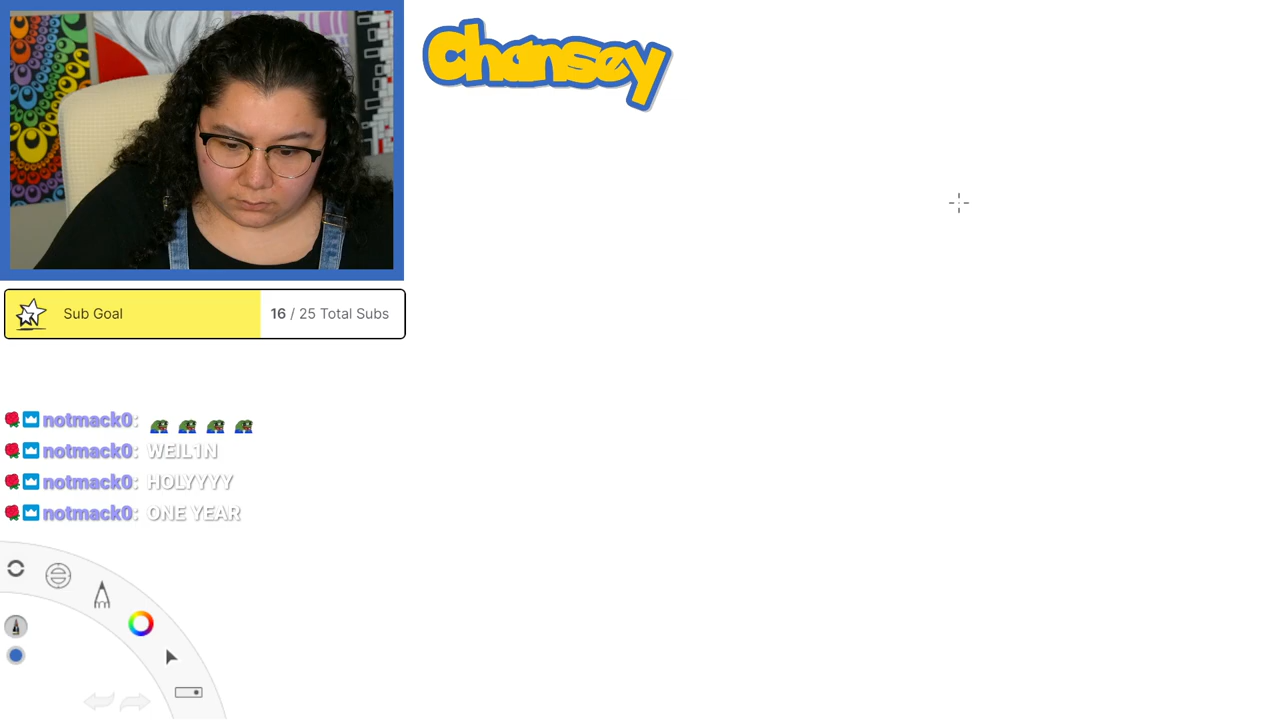 Chansey
Sub Goal 16 / 25 Total Subs
notmack0:
notmack0: WEIL1N
notmack0: HOLYYYY
notmack0: ONE YEAR